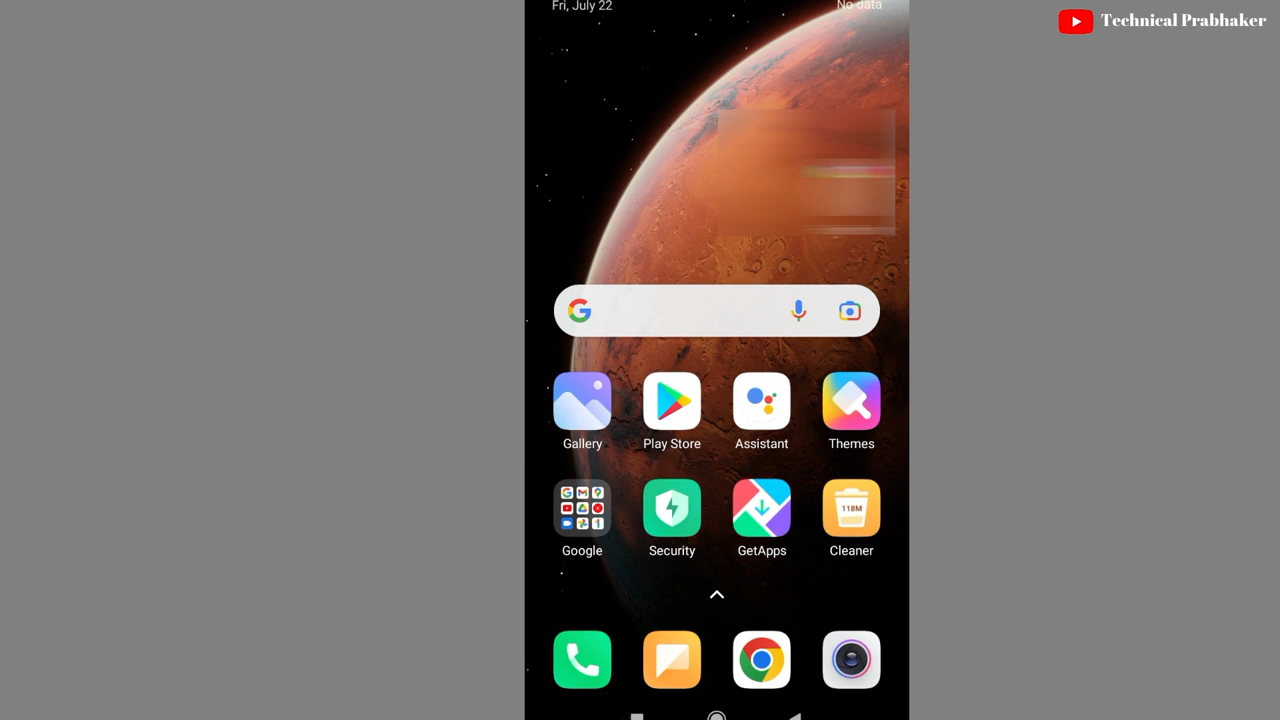 Technical Prabhaker
Fri, July 22
No data
Gallery
Play Store
Assistant
Themes
118M
Google
Security
GetApps
Cleaner